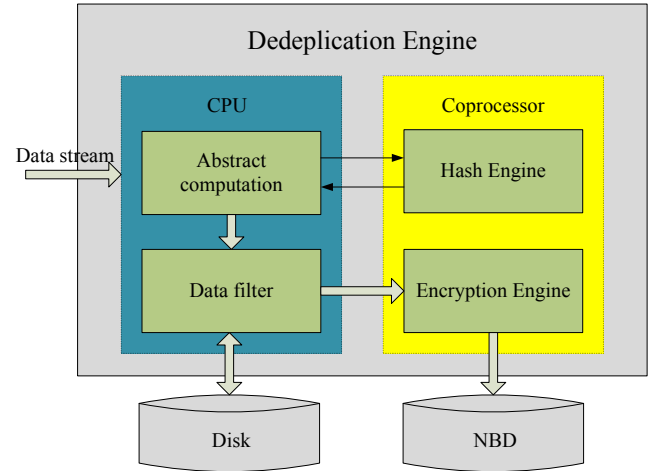 Dedeplication Engine
CPU
Coprocessor
Data stream
Abstract
computation
Hash Engine
Data filter
Encryption Engine
Disk
NBD